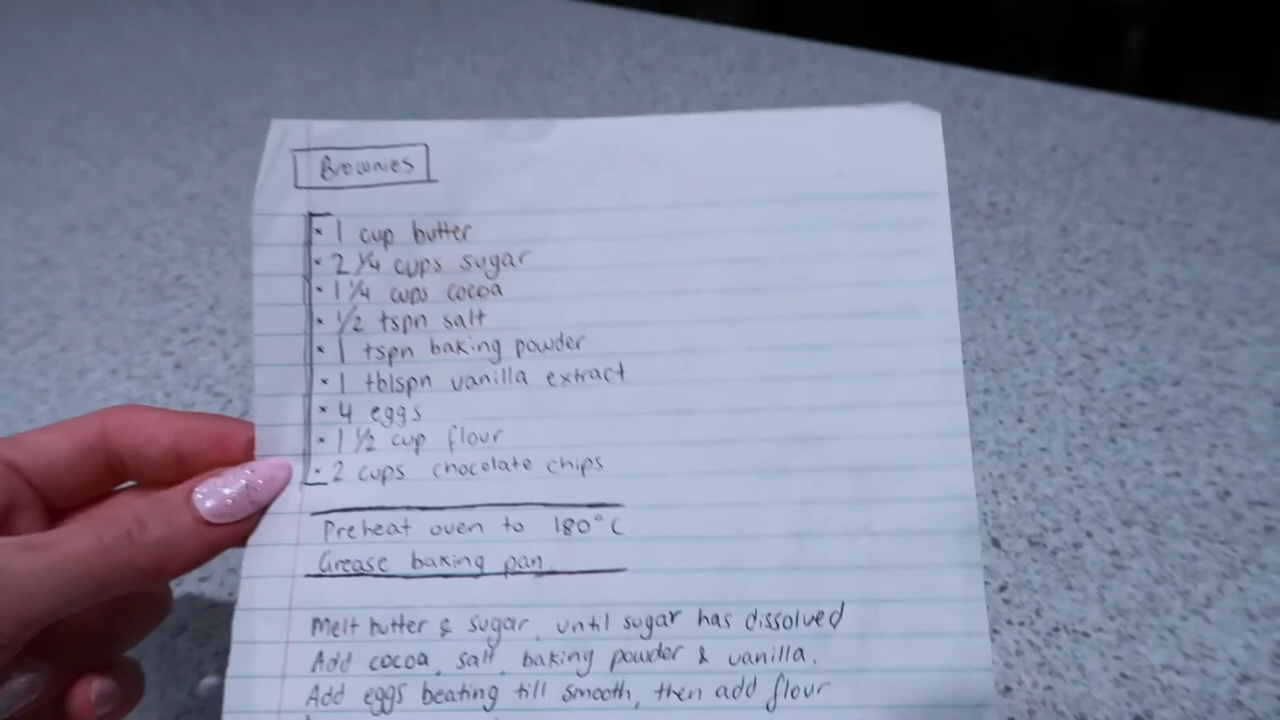 Brownies
• 1 cup butter
• 2 1/4 cups sugar
• 1 1/4 cups cocoa
• 1/2 tspn salt
• 1 tspn baking powder
• 1 tblspn vanilla extract
• 4 eggs
• 1 1/2 cup flour
• 2 cups chocolate chips
Preheat oven to 180°C
Grease baking pan.
Melt butter & sugar, until sugar has dissolved
Add cocoa, salt, baking powder & vanilla.
Add eggs beating till smooth, then add flour